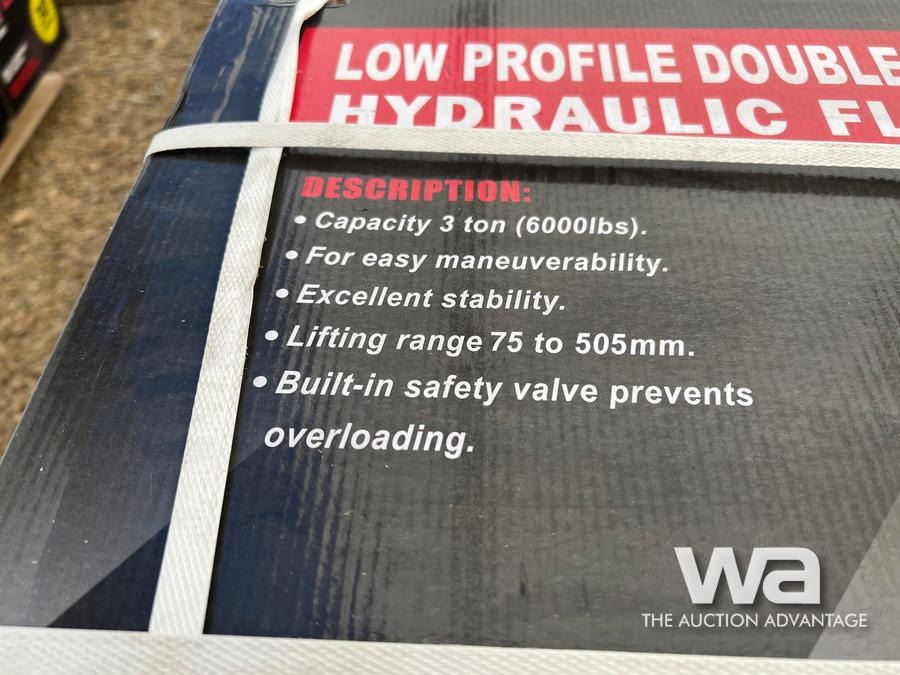 LOW PROFILE DOUBLE
HYDRAULIC FL
DESCRIPTION:
• Capacity 3 ton (6000lbs).
• For easy maneuverability.
• Excellent stability.
• Lifting range 75 to 505mm.
• Built-in safety valve prevents
overloading.
wa
THE AUCTION ADVANTAGE